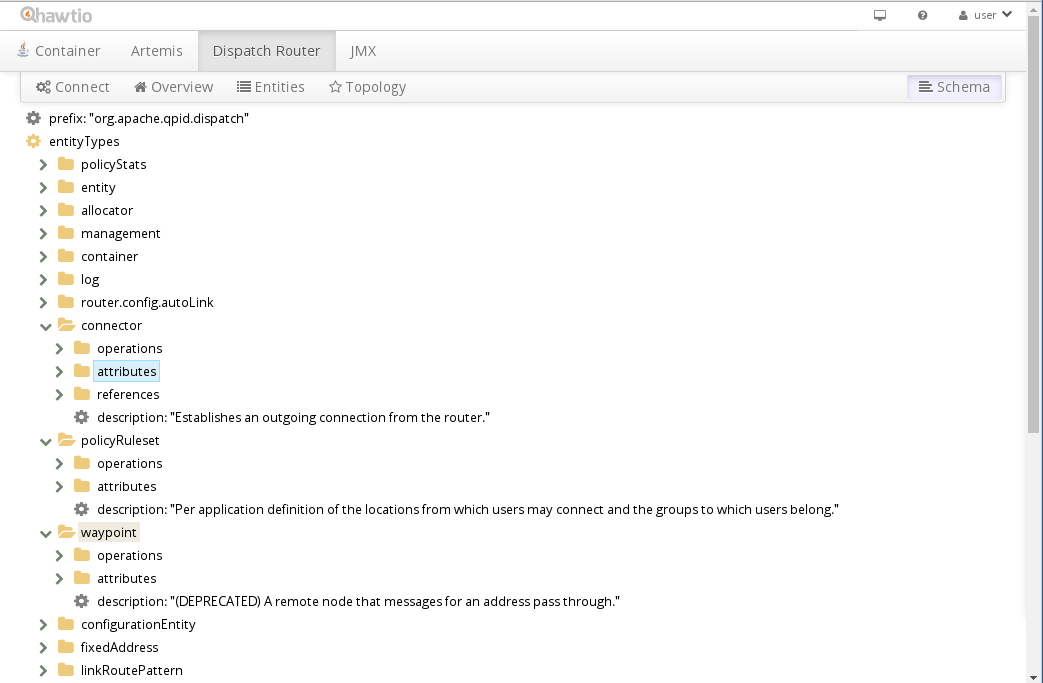 hawtio
user
Container Artemis Dispatch Router JMX
Connect Overview Entities Topology Schema
prefix: "org.apache.qpid.dispatch"
entityTypes
policyStats
entity
allocator
management
container
log
router.config.autoLink
connector
operations
attributes
references
description: "Establishes an outgoing connection from the router."
policyRuleset
operations
attributes
description: "Per application definition of the locations from which users may connect and the groups to which users belong."
waypoint
operations
attributes
description: "(DEPRECATED) A remote node that messages for an address pass through."
configurationEntity
fixedAddress
linkRoutePattern